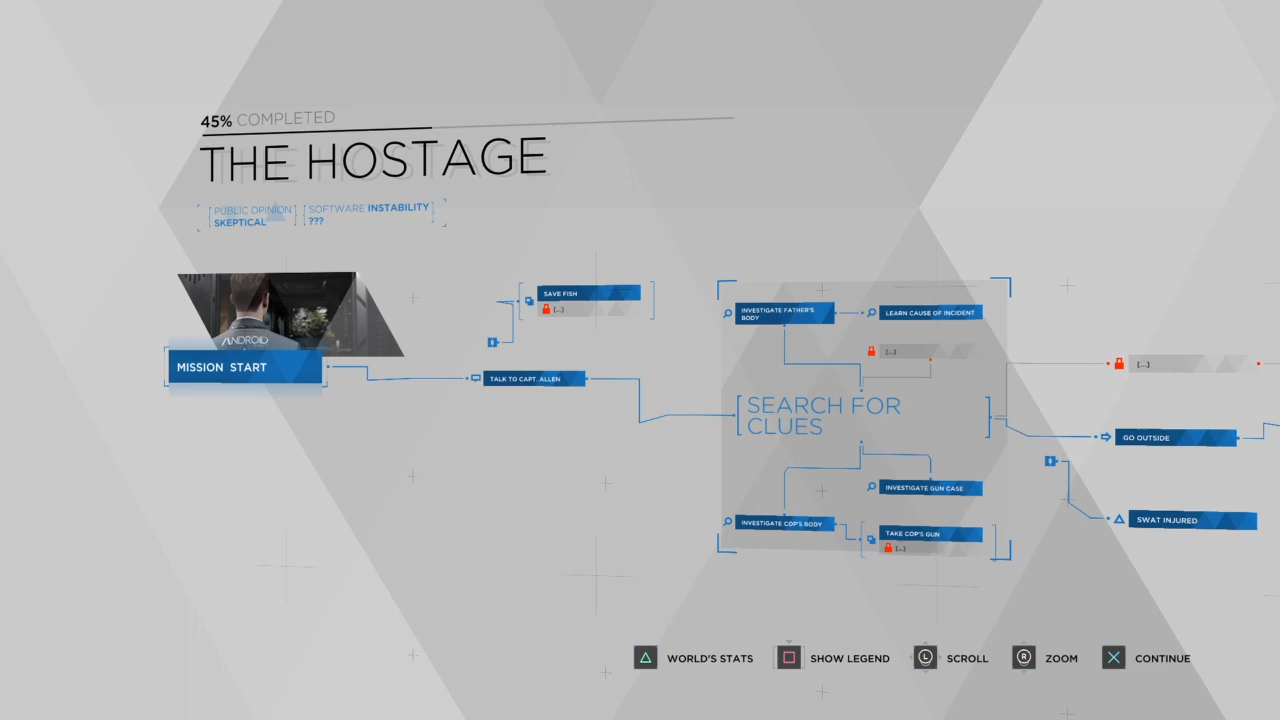 45% COMPLETED
THE HOSTAGE
PUBLIC OPINION
SKEPTICAL
SOFTWARE INSTABILITY
???
ANDROID
MISSION START
SAVE FISH
[...]
TALK TO CAPT. ALLEN
INVESTIGATE FATHER'S
BODY
LEARN CAUSE OF INCIDENT
[...]
SEARCH FOR
CLUES
INVESTIGATE GUN CASE
INVESTIGATE COP'S BODY
TAKE COP'S GUN
[...]
[...]
GO OUTSIDE
SWAT INJURED
WORLD'S STATS
SHOW LEGEND
L
SCROLL
R
ZOOM
CONTINUE